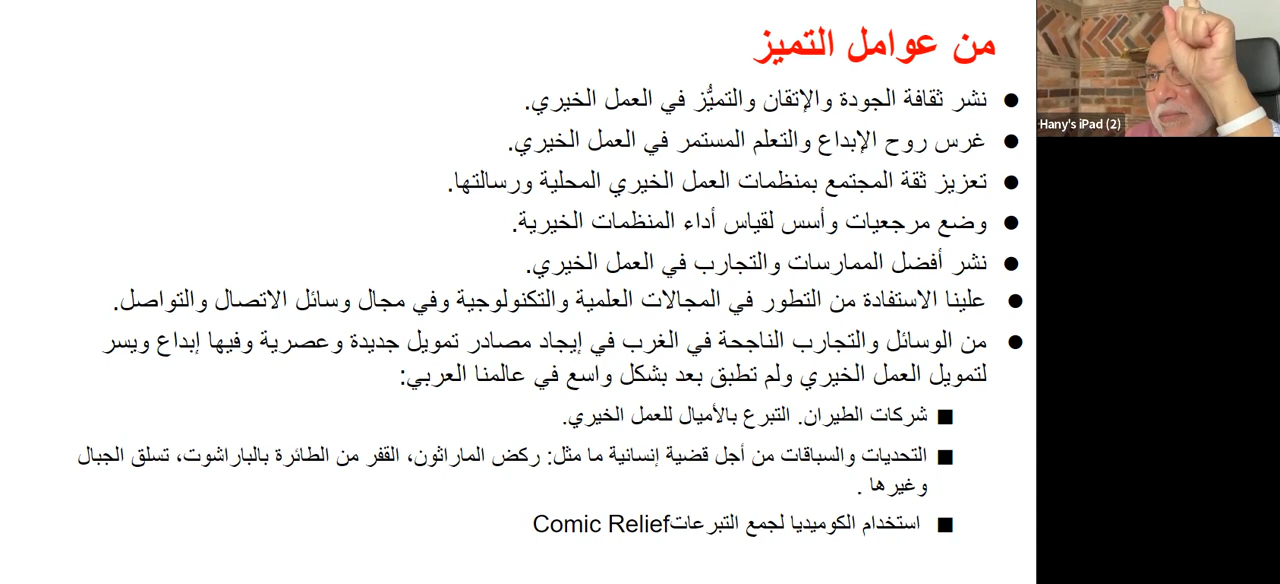 من عوامل التميز
● نشر ثقافة الجودة والإتقان والتميُّز في العمل الخيري.
● غرس روح الإبداع والتعلم المستمر في العمل الخيري.
● تعزيز ثقة المجتمع بمنظمات العمل الخيري المحلية ورسالتها.
● وضع مرجعيات وأسس لقياس أداء المنظمات الخيرية.
● نشر أفضل الممارسات والتجارب في العمل الخيري.
● علينا الاستفادة من التطور في المجالات العلمية والتكنولوجية وفي مجال وسائل الاتصال والتواصل.
● من الوسائل والتجارب الناجحة في الغرب في إيجاد مصادر تمويل جديدة وعصرية وفيها إبداع ويسر
لتمويل العمل الخيري ولم تطبق بعد بشكل واسع في عالمنا العربي:
■ شركات الطيران. التبرع بالأميال للعمل الخيري.
■ التحديات والسباقات من أجل قضية إنسانية ما مثل: ركض الماراثون، القفر من الطائرة بالباراشوت، تسلق الجبال
وغيرها .
■ استخدام الكوميديا لجمع التبرعاتComic Relief
Hany's iPad (2)